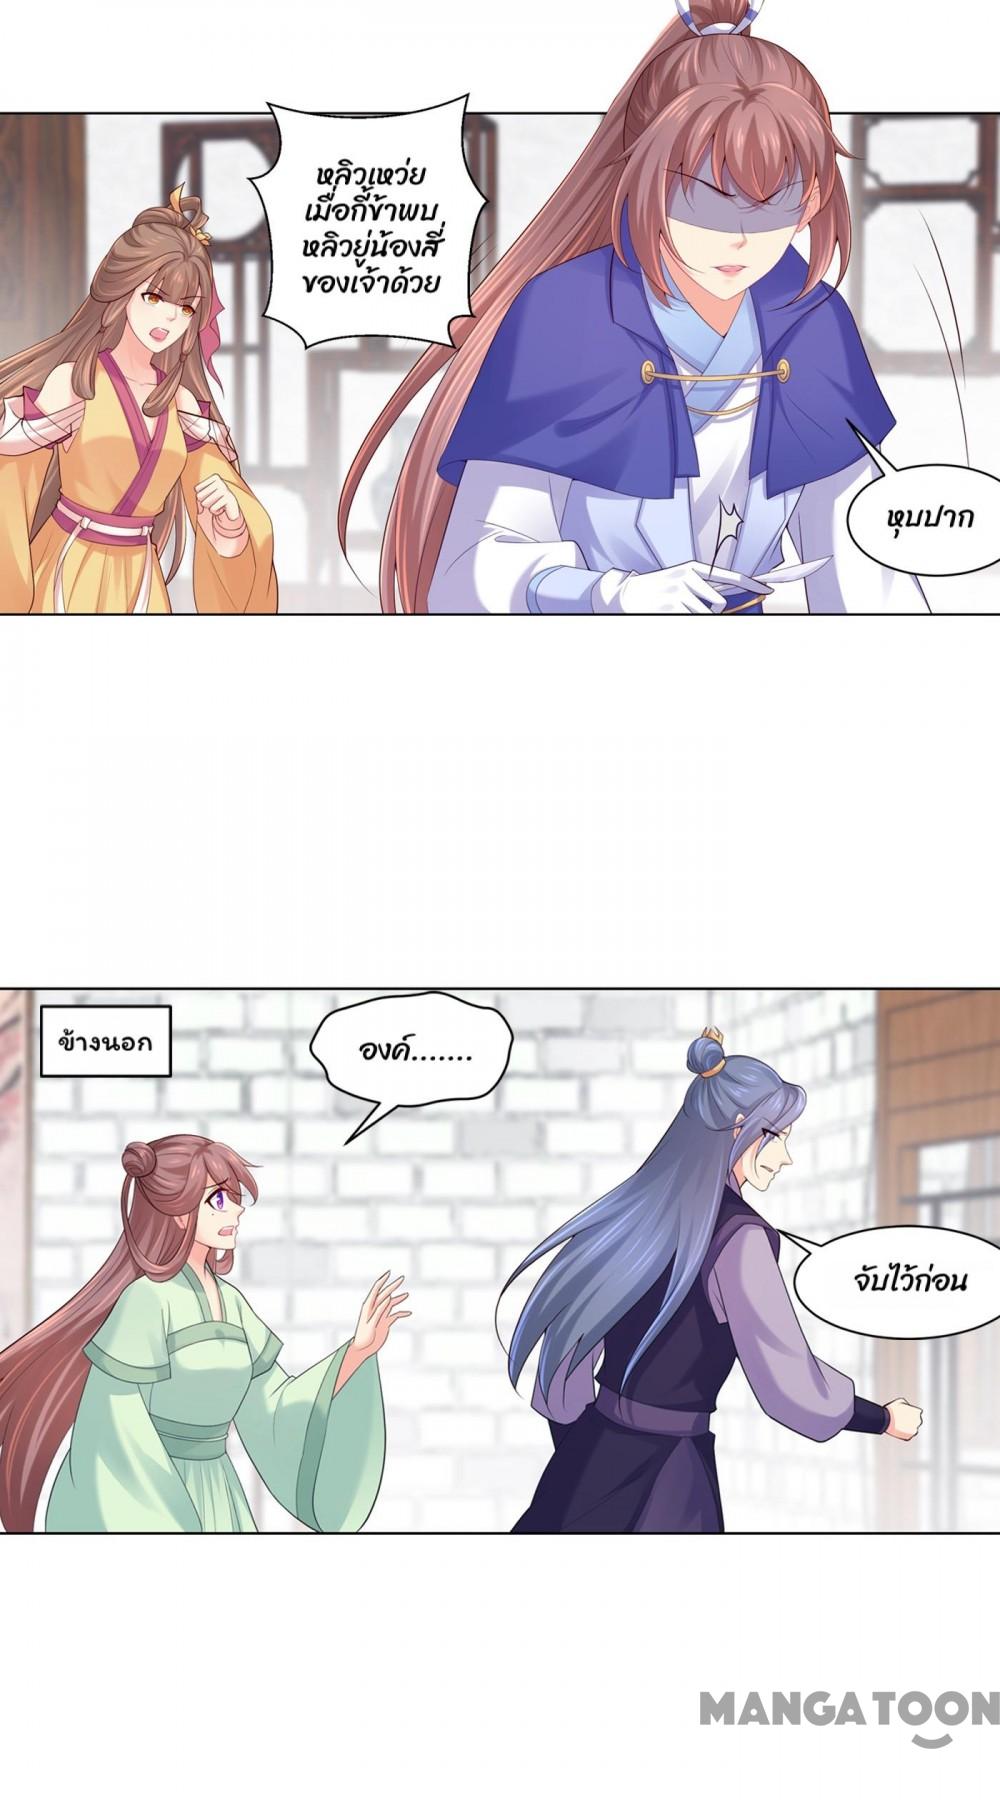 หลิวเหว่ย
เมื่อกี้ข้าพบ
หลิวยู่น้องสี่
ของเจ้าด้วย
หุบปาก
ข้างนอก
องค์.......
จับไว้ก่อน
MANGATOON